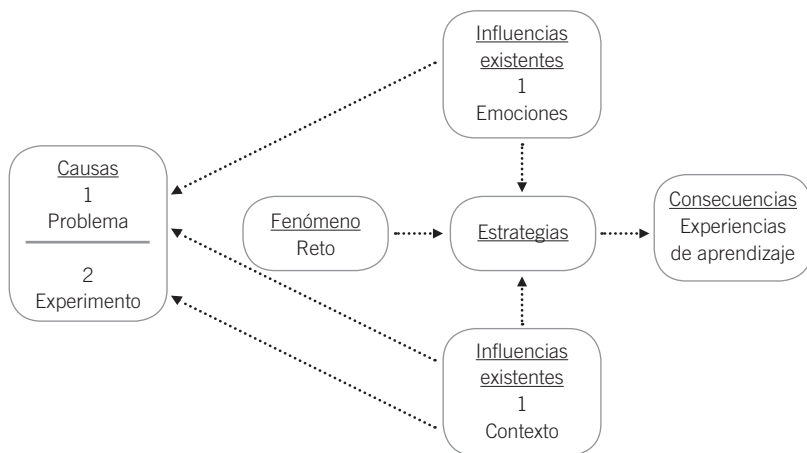 Influencias
existentes
1
Emociones
Causas
1
Problema
2
Experimento
Fenómeno
Reto
Estrategias
Consecuencias
Experiencias
de aprendizaje
Influencias
existentes
1
Contexto